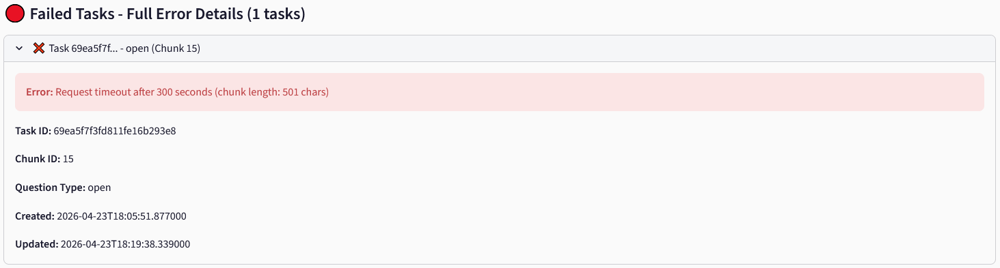 Failed Tasks - Full Error Details (1 tasks)
Task 69ea5f7f... - open (Chunk 15)
Error: Request timeout after 300 seconds (chunk length: 501 chars)
Task ID: 69ea5f7f3fd811fe16b293e8
Chunk ID: 15
Question Type: open
Created: 2026-04-23T18:05:51.877000
Updated: 2026-04-23T18:19:38.339000